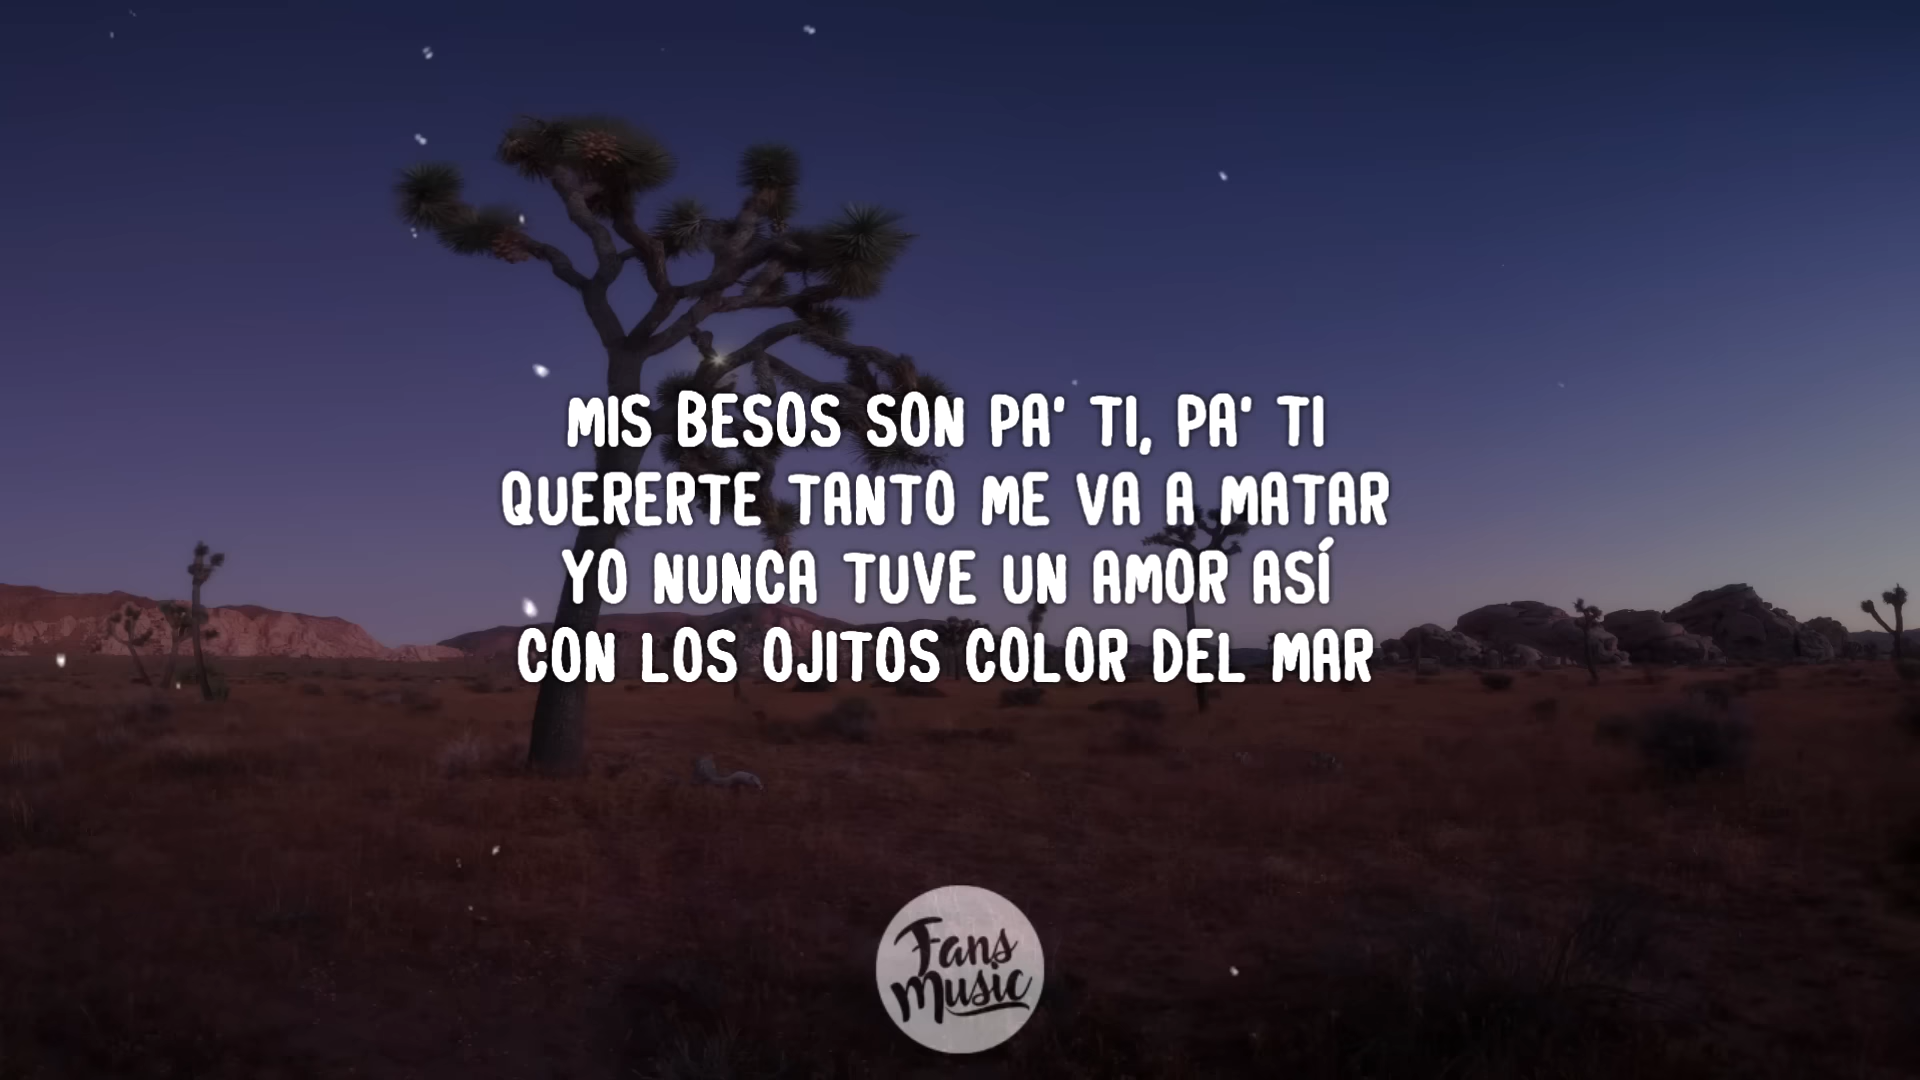 MIS BESOS SON PA' TI, PA' TI
QUERERTE TANTO ME VA A MATAR
YO NUNCA TUVE UN AMOR ASÍ
CON LOS OJITOS COLOR DEL MAR
Fans
Music